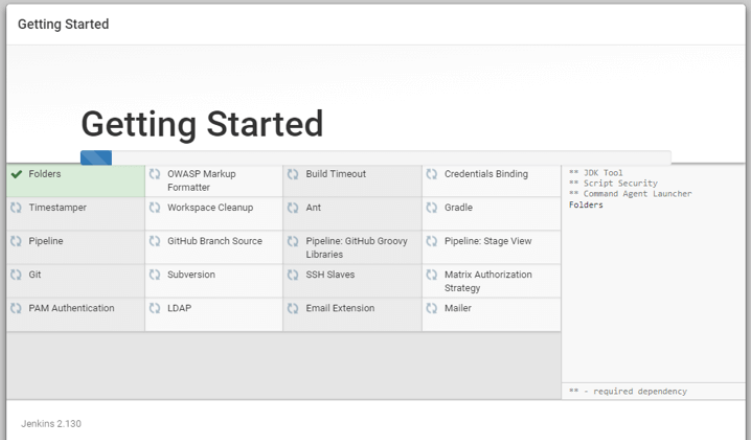 Getting Started
Getting Started
Folders
OWASP Markup
Formatter
Build Timeout
Credentials Binding
** JDK Tool
** Script Security
** Command Agent Launcher
Folders
Timestamper
Workspace Cleanup
Ant
Gradle
Pipeline
GitHub Branch Source
Pipeline: GitHub Groovy
Libraries
Pipeline: Stage View
Git
Subversion
SSH Slaves
Matrix Authorization
Strategy
PAM Authentication
LDAP
Email Extension
Mailer
** - required dependency
Jenkins 2.130